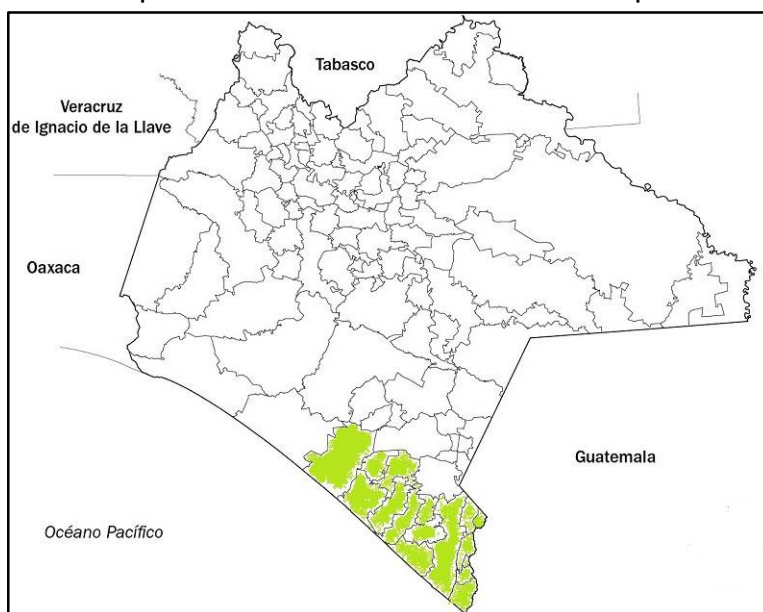 Tabasco
Veracruz
de Ignacio de la Llave
Oaxaca
Guatemala
Océano Pacífico